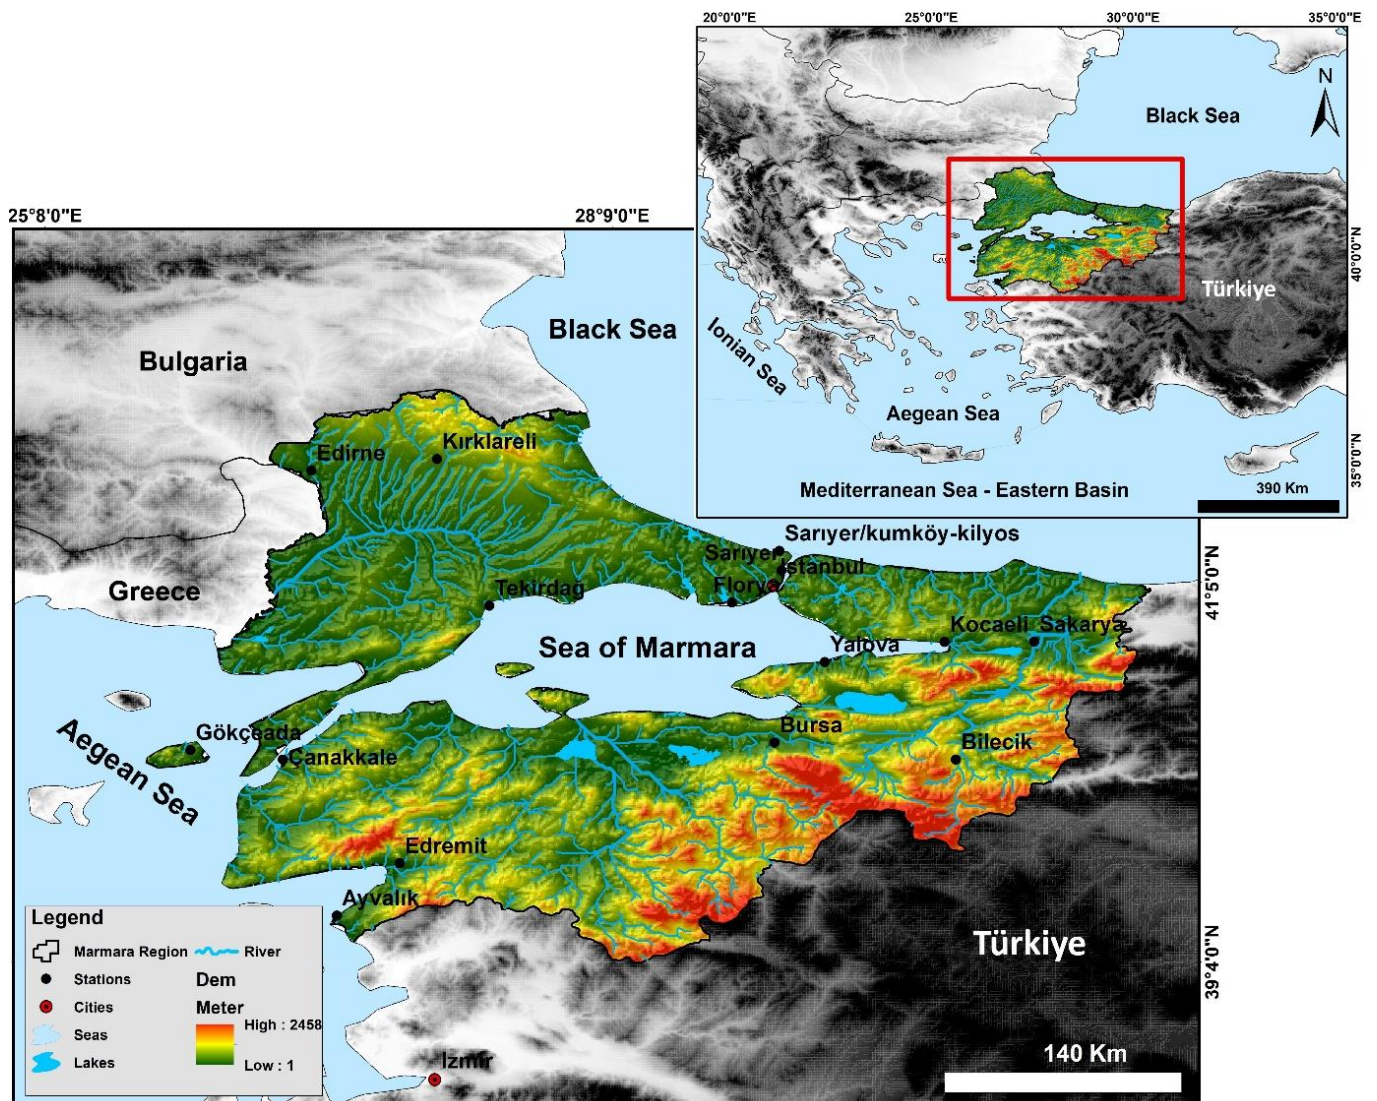 20°0'0"E
25°0'0"E
30°0'0"E
35°0'0"E
N
Black Sea
40°0'0"N
Türkiye
Ionian Sea
Aegean Sea
35°0'0"N
Mediterranean Sea - Eastern Basin
390 Km
25°8'0"E
28°9'0"E
Black Sea
Bulgaria
Kırklareli
Edirne
Sarıyer/kumköy-kilyos
Sarıyer
İstanbul
Florya
41°5'0"N
Greece
Tekirdağ
Sea of Marmara
Kocaeli
Sakarya
Yalova
Gökçeada
Bursa
Bilecik
Çanakkale
Aegean Sea
Edremit
Ayvalık
Türkiye
39°4'0"N
Legend
Marmara Region
River
Stations
Dem
Cities
Meter
Seas
High : 2458
Lakes
Low : 1
İzmir
140 Km